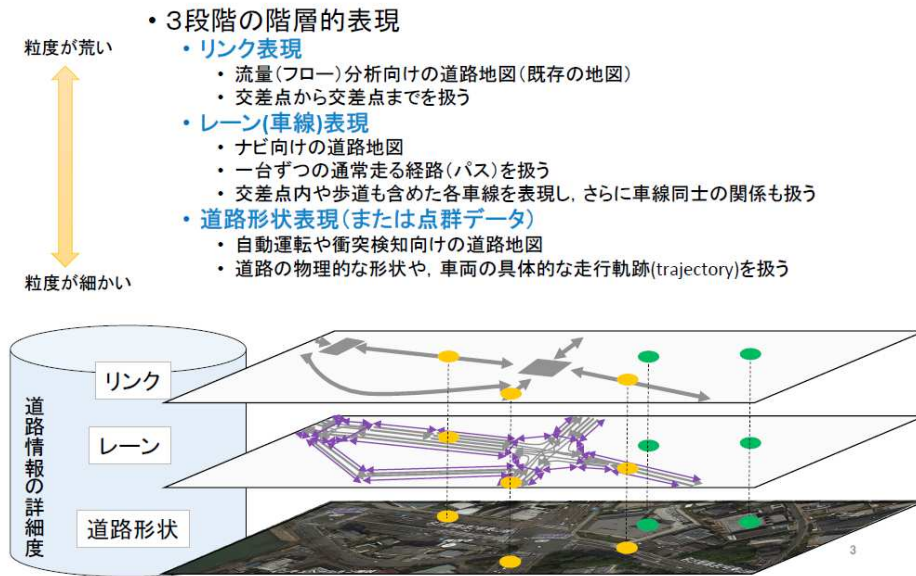 • 3段階の階層的表現
粒度が荒い
• リンク表現
• 流量(フロー)分析向けの道路地図(既存の地図)
• 交差点から交差点までを扱う
• レーン(車線)表現
• ナビ向けの道路地図
• 一台ずつの通常走る経路(パス)を扱う
• 交差点内や歩道も含めた各車線を表現し,さらに車線同士の関係も扱う
• 道路形状表現(または点群データ)
• 自動運転や衝突検知向けの道路地図
• 道路の物理的な形状や,車両の具体的な走行軌跡(trajectory)を扱う
粒度が細かい
道路情報の詳細度
リンク
レーン
道路形状
3